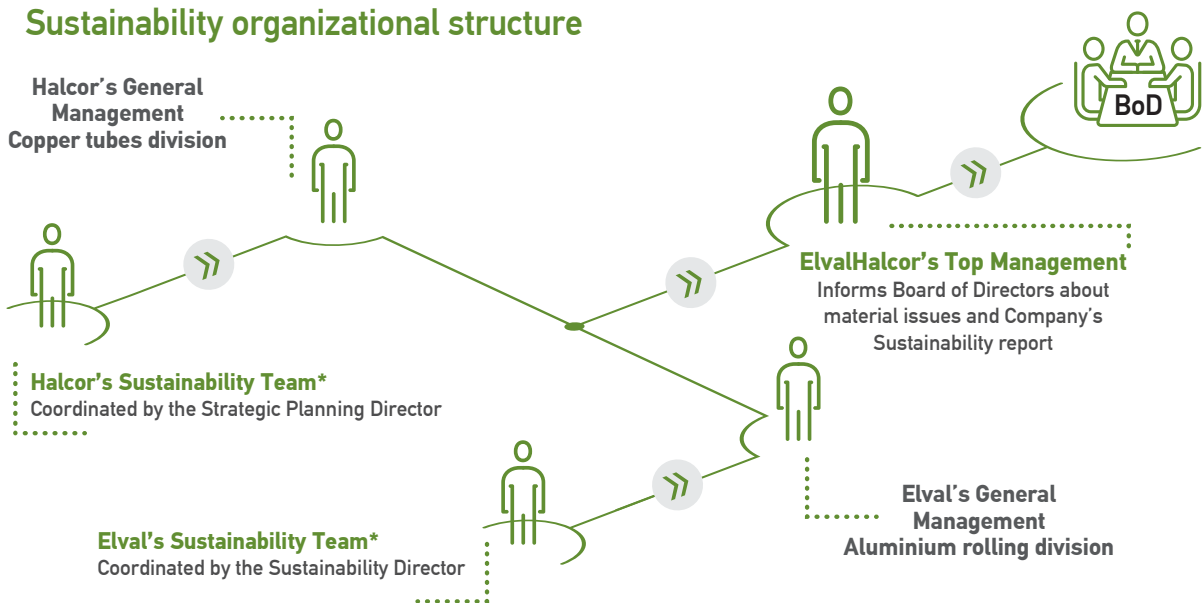 Sustainability organizational structure
Halcor’s General
Management
Copper tubes division
BoD
ElvalHalcor’s Top Management
Informs Board of Directors about
material issues and Company’s
Sustainability report
Halcor’s Sustainability Team*
Coordinated by the Strategic Planning Director
Elval’s General
Management
Aluminium rolling division
Elval’s Sustainability Team*
Coordinated by the Sustainability Director